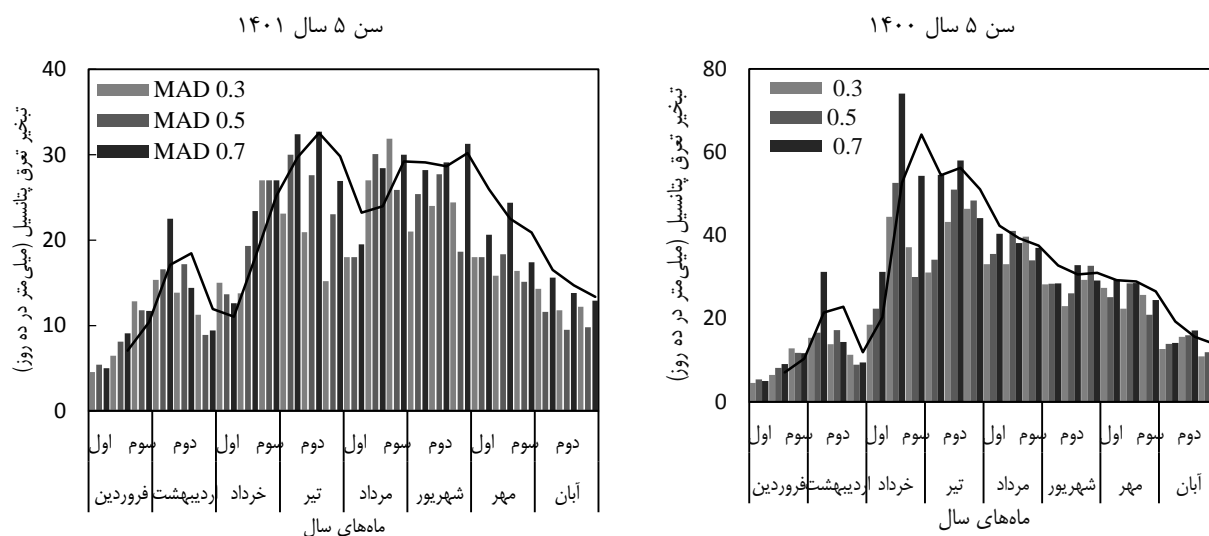 سن ۵ سال ۱۴۰۱
تبخیر تعرق پتانسیل (میلی‌متر در ده روز)
40
30
20
10
0
MAD 0.3
MAD 0.5
MAD 0.7
اول سوم دوم اول سوم دوم اول سوم دوم اول سوم دوم
فروردین اردیبهشت خرداد تیر مرداد شهریور مهر آبان
ماه‌های سال
سن ۵ سال ۱۴۰۰
تبخیر تعرق پتانسیل (میلی‌متر در ده روز)
80
60
40
20
0
0.3
0.5
0.7
اول سوم دوم اول سوم دوم اول سوم دوم اول سوم دوم
فروردین اردیبهشت خرداد تیر مرداد شهریور مهر آبان
ماه‌های سال